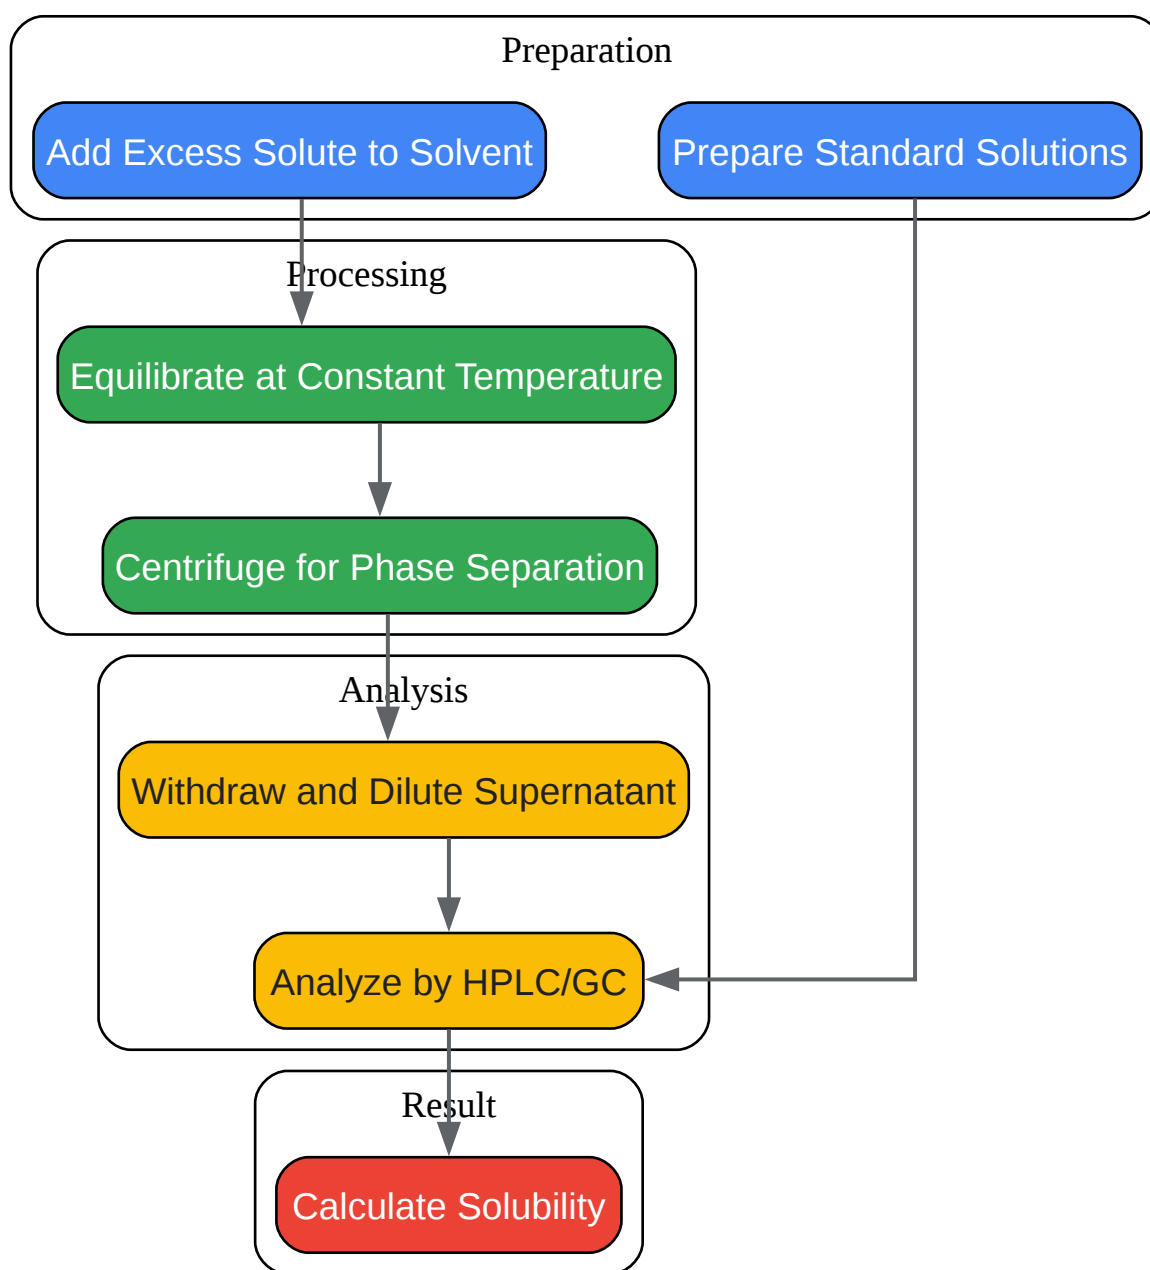 Preparation
Add Excess Solute to Solvent
Prepare Standard Solutions
Processing
Equilibrate at Constant Temperature
Centrifuge for Phase Separation
Analysis
Withdraw and Dilute Supernatant
Analyze by HPLC/GC
Result
Calculate Solubility